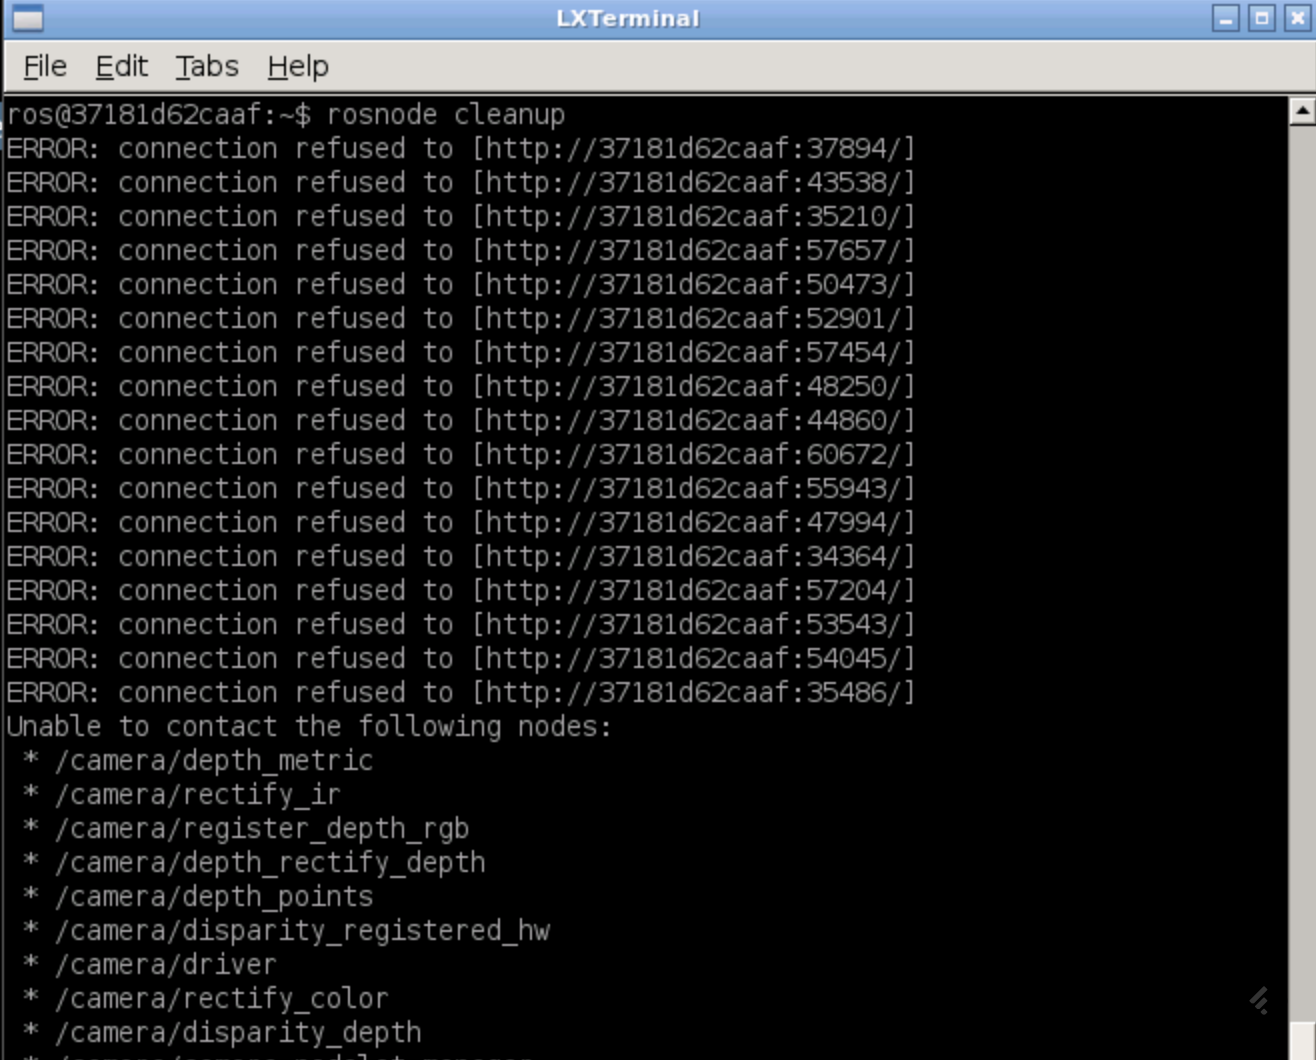 LXTerminal
File Edit Tabs Help
ros@37181d62caaf:~$ rosnode cleanup
ERROR: connection refused to [http://37181d62caaf:37894/]
ERROR: connection refused to [http://37181d62caaf:43538/]
ERROR: connection refused to [http://37181d62caaf:35210/]
ERROR: connection refused to [http://37181d62caaf:57657/]
ERROR: connection refused to [http://37181d62caaf:50473/]
ERROR: connection refused to [http://37181d62caaf:52901/]
ERROR: connection refused to [http://37181d62caaf:57454/]
ERROR: connection refused to [http://37181d62caaf:48250/]
ERROR: connection refused to [http://37181d62caaf:44860/]
ERROR: connection refused to [http://37181d62caaf:60672/]
ERROR: connection refused to [http://37181d62caaf:55943/]
ERROR: connection refused to [http://37181d62caaf:47994/]
ERROR: connection refused to [http://37181d62caaf:34364/]
ERROR: connection refused to [http://37181d62caaf:57204/]
ERROR: connection refused to [http://37181d62caaf:53543/]
ERROR: connection refused to [http://37181d62caaf:54045/]
ERROR: connection refused to [http://37181d62caaf:35486/]
Unable to contact the following nodes:
* /camera/depth_metric
* /camera/rectify_ir
* /camera/register_depth_rgb
* /camera/depth_rectify_depth
* /camera/depth_points
* /camera/disparity_registered_hw
* /camera/driver
* /camera/rectify_color
* /camera/disparity_depth